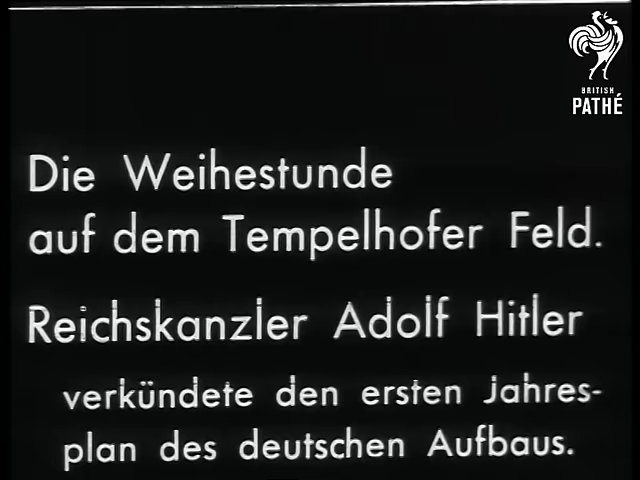 BRITISH
PATHÉ
Die Weihestunde
auf dem Tempelhofer Feld.
Reichskanzler Adolf Hitler
verkündete den ersten Jahres-
plan des deutschen Aufbaus.